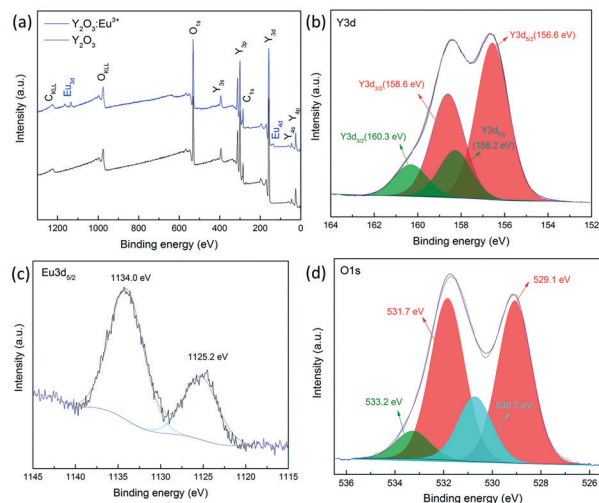 (a)
Y₂O₃:Eu³⁺
Y₂O₃
C_KLL
Eu₃d
O_KLL
O₁s
Y₃s
Y₃p
C₁s
Y₃d
Eu₄d
Y₄s
Y₄p
Intensity (a.u.)
1200 1000 800 600 400 200 0
Binding energy (eV)
(b)
Y3d
Y3d₅/₂(156.6 eV)
Y3d₃/₂(158.6 eV)
Y3d₃/₂(160.3 eV)
Y3d₅/₂
(158.2 eV)
Intensity (a.u.)
164 162 160 158 156 154 152
Binding energy (eV)
(c)
Eu3d₅/₂
1134.0 eV
1125.2 eV
Intensity (a.u.)
1145 1140 1135 1130 1125 1120 1115
Binding energy (eV)
(d)
O1s
529.1 eV
531.7 eV
533.2 eV
530.7 eV
Intensity (a.u.)
536 534 532 530 528 526
Binding energy (eV)